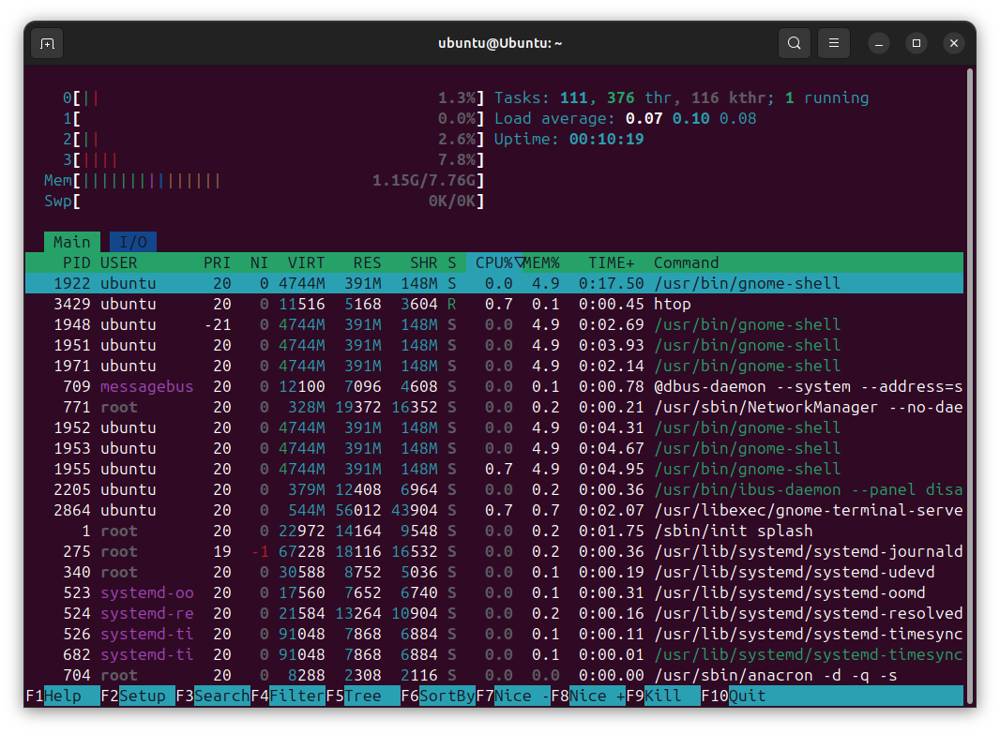 ubuntu@Ubuntu: ~
0[|| 1.3%] Tasks: 111, 376 thr, 116 kthr; 1 running
1[ 0.0%] Load average: 0.07 0.10 0.08
2[|| 2.6%] Uptime: 00:10:19
3[|||| 7.8%]
Mem[||||||||||||||| 1.15G/7.76G]
Swp[ 0K/0K]
Main I/O
PID USER PRI NI VIRT RES SHR S CPU%▽MEM% TIME+ Command
1922 ubuntu 20 0 4744M 391M 148M S 0.0 4.9 0:17.50 /usr/bin/gnome-shell
3429 ubuntu 20 0 11516 5168 3604 R 0.7 0.1 0:00.45 htop
1948 ubuntu -21 0 4744M 391M 148M S 0.0 4.9 0:02.69 /usr/bin/gnome-shell
1951 ubuntu 20 0 4744M 391M 148M S 0.0 4.9 0:03.93 /usr/bin/gnome-shell
1971 ubuntu 20 0 4744M 391M 148M S 0.0 4.9 0:02.14 /usr/bin/gnome-shell
709 messagebus 20 0 12100 7096 4608 S 0.0 0.1 0:00.78 @dbus-daemon --system --address=s
771 root 20 0 328M 19372 16352 S 0.0 0.2 0:00.21 /usr/sbin/NetworkManager --no-dae
1952 ubuntu 20 0 4744M 391M 148M S 0.0 4.9 0:04.31 /usr/bin/gnome-shell
1953 ubuntu 20 0 4744M 391M 148M S 0.0 4.9 0:04.67 /usr/bin/gnome-shell
1955 ubuntu 20 0 4744M 391M 148M S 0.7 4.9 0:04.95 /usr/bin/gnome-shell
2205 ubuntu 20 0 379M 12408 6964 S 0.0 0.2 0:00.36 /usr/bin/ibus-daemon --panel disa
2864 ubuntu 20 0 544M 56012 43904 S 0.7 0.7 0:02.07 /usr/libexec/gnome-terminal-serve
1 root 20 0 22972 14164 9548 S 0.0 0.2 0:01.75 /sbin/init splash
275 root 19 -1 67228 18116 16532 S 0.0 0.2 0:00.36 /usr/lib/systemd/systemd-journald
340 root 20 0 30588 8752 5036 S 0.0 0.1 0:00.19 /usr/lib/systemd/systemd-udevd
523 systemd-oo 20 0 17560 7652 6740 S 0.0 0.1 0:00.31 /usr/lib/systemd/systemd-oomd
524 systemd-re 20 0 21584 13264 10904 S 0.0 0.2 0:00.16 /usr/lib/systemd/systemd-resolved
526 systemd-ti 20 0 91048 7868 6884 S 0.0 0.1 0:00.11 /usr/lib/systemd/systemd-timesync
682 systemd-ti 20 0 91048 7868 6884 S 0.0 0.1 0:00.01 /usr/lib/systemd/systemd-timesync
704 root 20 0 8288 2308 2116 S 0.0 0.0 0:00.00 /usr/sbin/anacron -d -q -s
F1Help F2Setup F3SearchF4FilterF5Tree F6SortByF7Nice -F8Nice +F9Kill F10Quit